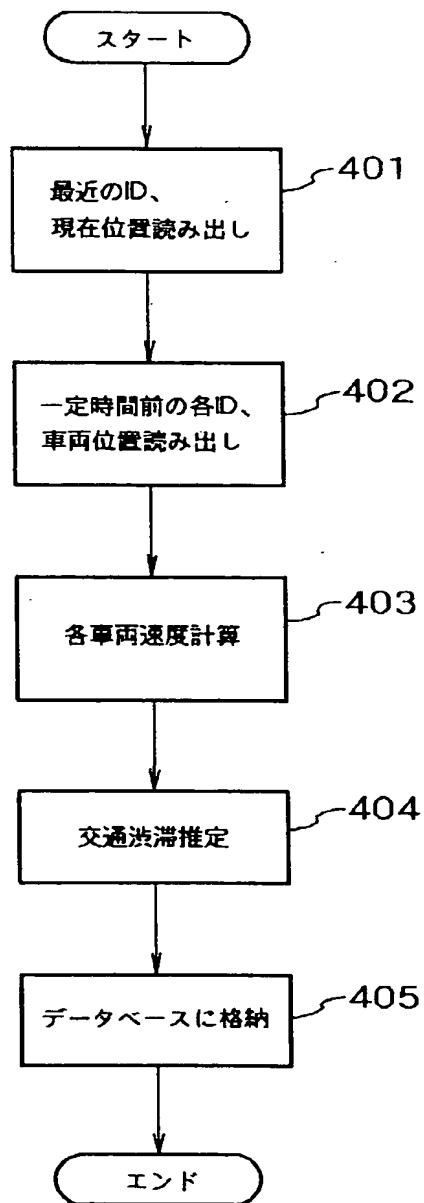 スタート
401
最近のID、
現在位置読み出し
402
一定時間前の各ID、
車両位置読み出し
403
各車両速度計算
404
交通渋滞推定
405
データベースに格納
エンド